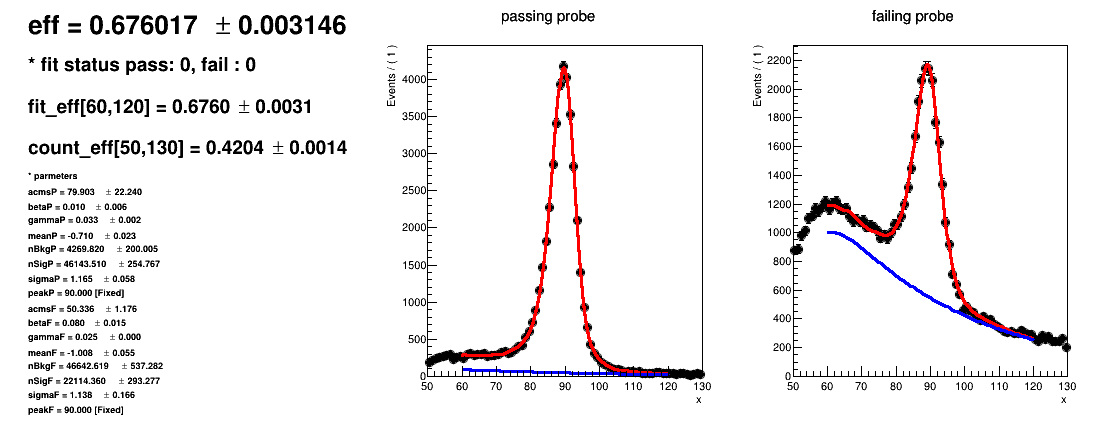 eff = 0.676017 ± 0.003146
* fit status pass: 0, fail : 0
fit_eff[60,120] = 0.6760 ± 0.0031
count_eff[50,130] = 0.4204 ± 0.0014
* parmeters
acmsP = 79.903 ± 22.240
betaP = 0.010 ± 0.006
gammaP = 0.033 ± 0.002
meanP = -0.710 ± 0.023
nBkgP = 4269.820 ± 200.005
nSigP = 46143.510 ± 254.767
sigmaP = 1.165 ± 0.058
peakP = 90.000 [Fixed]
acmsF = 50.336 ± 1.176
betaF = 0.080 ± 0.015
gammaF = 0.025 ± 0.000
meanF = -1.008 ± 0.055
nBkgF = 46642.619 ± 537.282
nSigF = 22114.360 ± 293.277
sigmaF = 1.138 ± 0.166
peakF = 90.000 [Fixed]
passing probe
Events / ( 1 )
4000
3500
3000
2500
2000
1500
1000
500
0
50 60 70 80 90 100 110 120 130
x
failing probe
Events / ( 1 )
2200
2000
1800
1600
1400
1200
1000
800
600
400
200
0
50 60 70 80 90 100 110 120 130
x